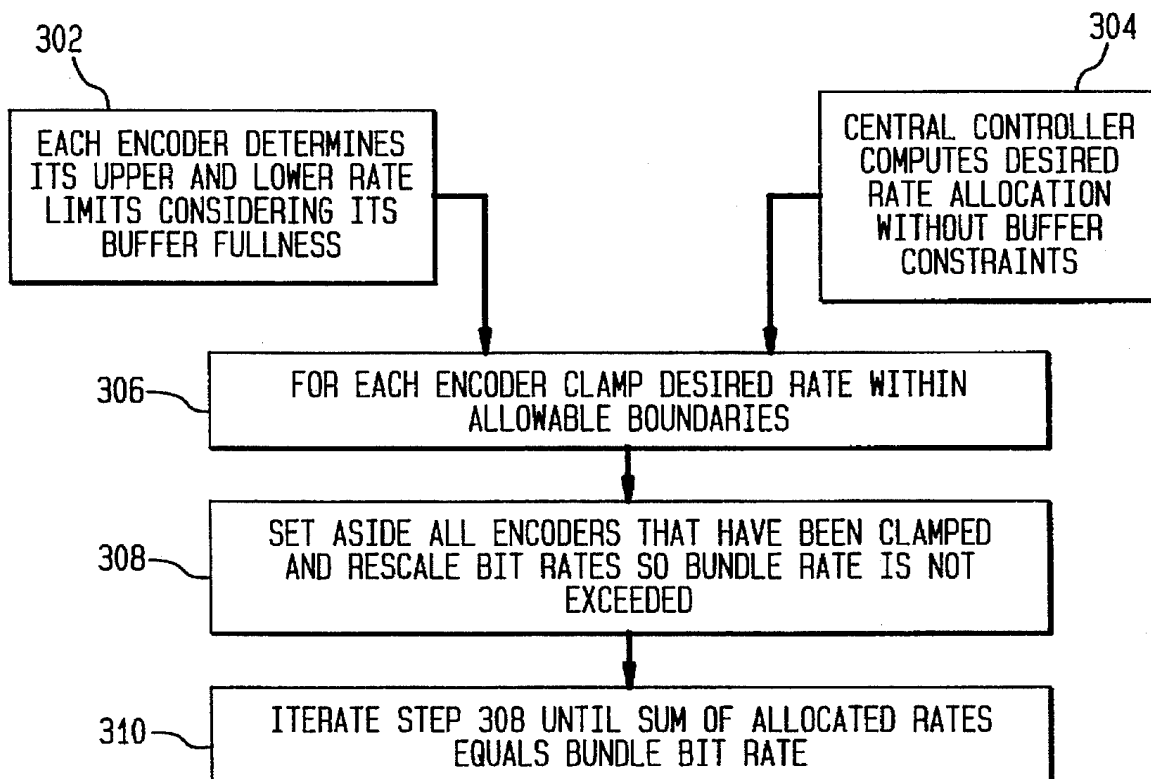 302
EACH ENCODER DETERMINES
ITS UPPER AND LOWER RATE
LIMITS CONSIDERING ITS
BUFFER FULLNESS
304
CENTRAL CONTROLLER
COMPUTES DESIRED
RATE ALLOCATION
WITHOUT BUFFER
CONSTRAINTS
306
FOR EACH ENCODER CLAMP DESIRED RATE WITHIN
ALLOWABLE BOUNDARIES
308
SET ASIDE ALL ENCODERS THAT HAVE BEEN CLAMPED
AND RESCALE BIT RATES SO BUNDLE RATE IS NOT
EXCEEDED
310
ITERATE STEP 308 UNTIL SUM OF ALLOCATED RATES
EQUALS BUNDLE BIT RATE